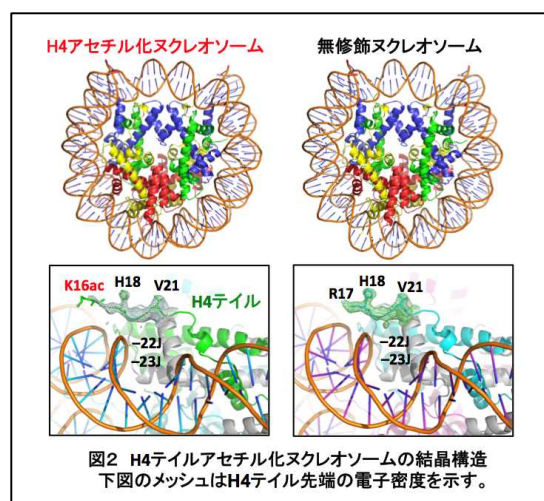 H4アセチル化ヌクレオソーム
無修飾ヌクレオソーム
K16ac
H18
V21
H4テイル
–22J
–23J
R17
H18
V21
–22J
–23J
図2 H4テイルアセチル化ヌクレオソームの結晶構造
下図のメッシュはH4テイル先端の電子密度を示す。